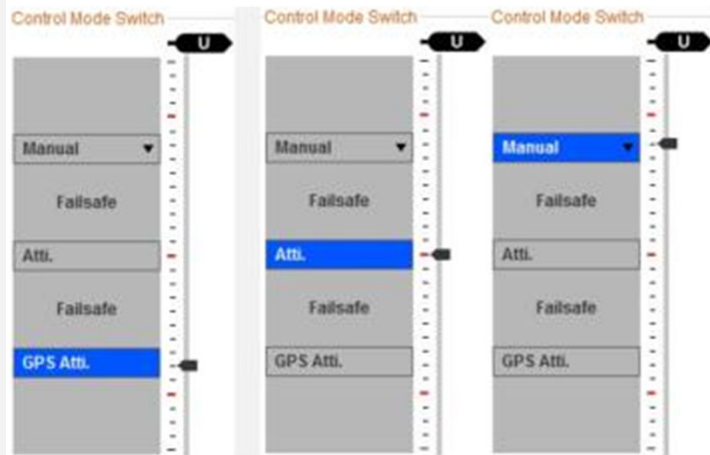 Control Mode Switch
U
Manual
Failsafe
Atti.
Failsafe
GPS Atti.
Control Mode Switch
U
Manual
Failsafe
Atti.
Failsafe
GPS Atti.
Control Mode Switch
U
Manual
Failsafe
Atti.
Failsafe
GPS Atti.